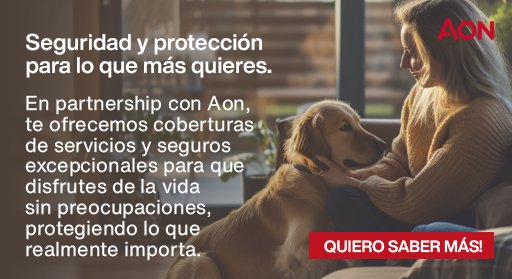 AON
Seguridad y protección
para lo que más quieres.
En partnership con Aon,
te ofrecemos coberturas
de servicios y seguros
excepcionales para que
disfrutes de la vida
sin preocupaciones,
protegiendo lo que
realmente importa.
QUIERO SABER MÁS!